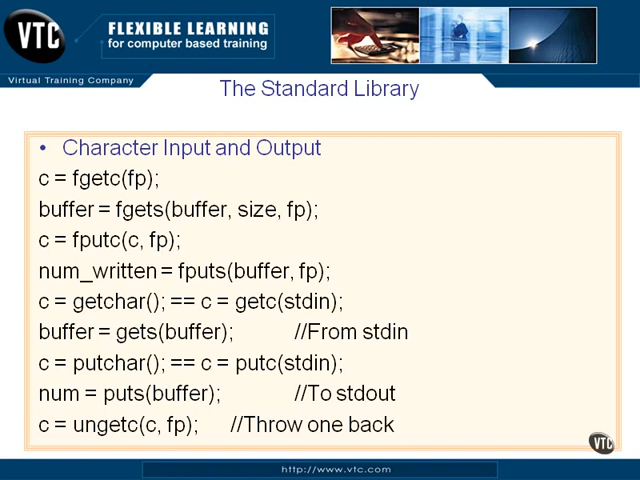 VTC
FLEXIBLE LEARNING
for computer based training
Virtual Training Company
The Standard Library
• Character Input and Output
c = fgetc(fp);
buffer = fgets(buffer, size, fp);
c = fputc(c, fp);
num_written = fputs(buffer, fp);
c = getchar(); == c = getc(stdin);
buffer = gets(buffer); //From stdin
c = putchar(); == c = putc(stdin);
num = puts(buffer); //To stdout
c = ungetc(c, fp); //Throw one back
VTC
http://www.vtc.com